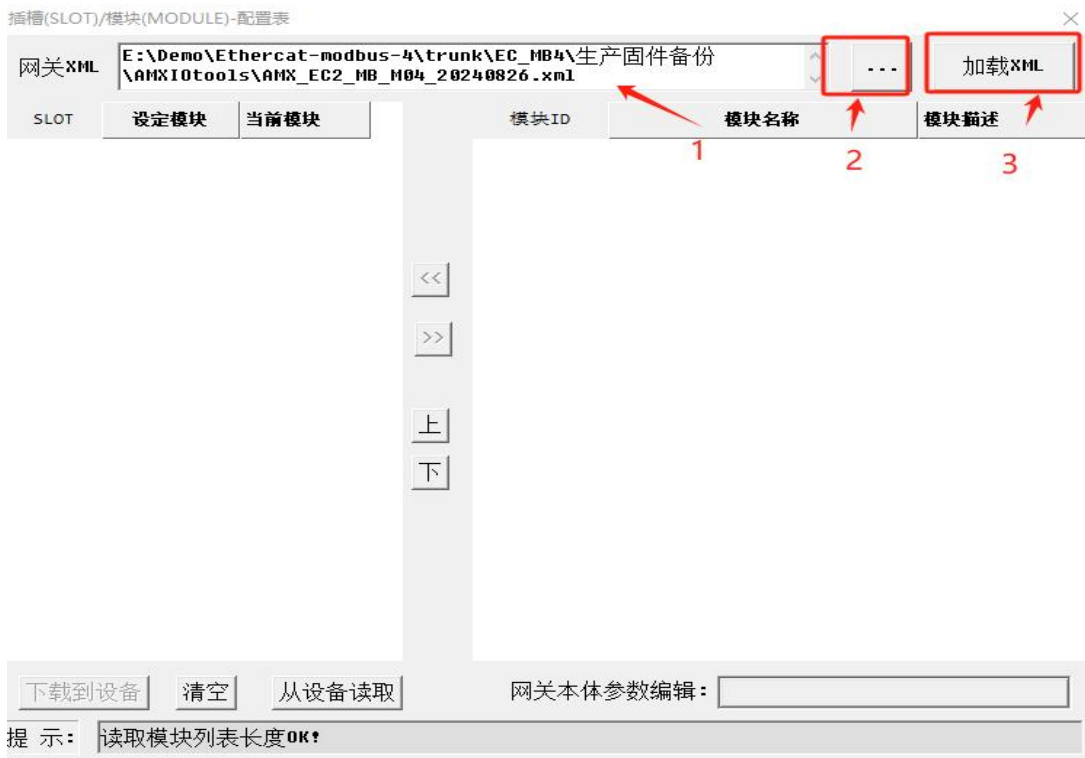 插槽(SLOT)/模块(MODULE)-配置表
网关XML
E:\Demo\Ethercat-modbus-4\trunk\EC_MB4\生产固件备份
\AMXIOtools\AMX_EC2_MB_M04_20240826.xml
...
加载XML
SLOT 设定模块 当前模块 模块ID 模块名称 模块描述
1 2 3
<<
>>
上
下
下载到设备 清空 从设备读取 网关本体参数编辑:
提 示: 读取模块列表长度OK!